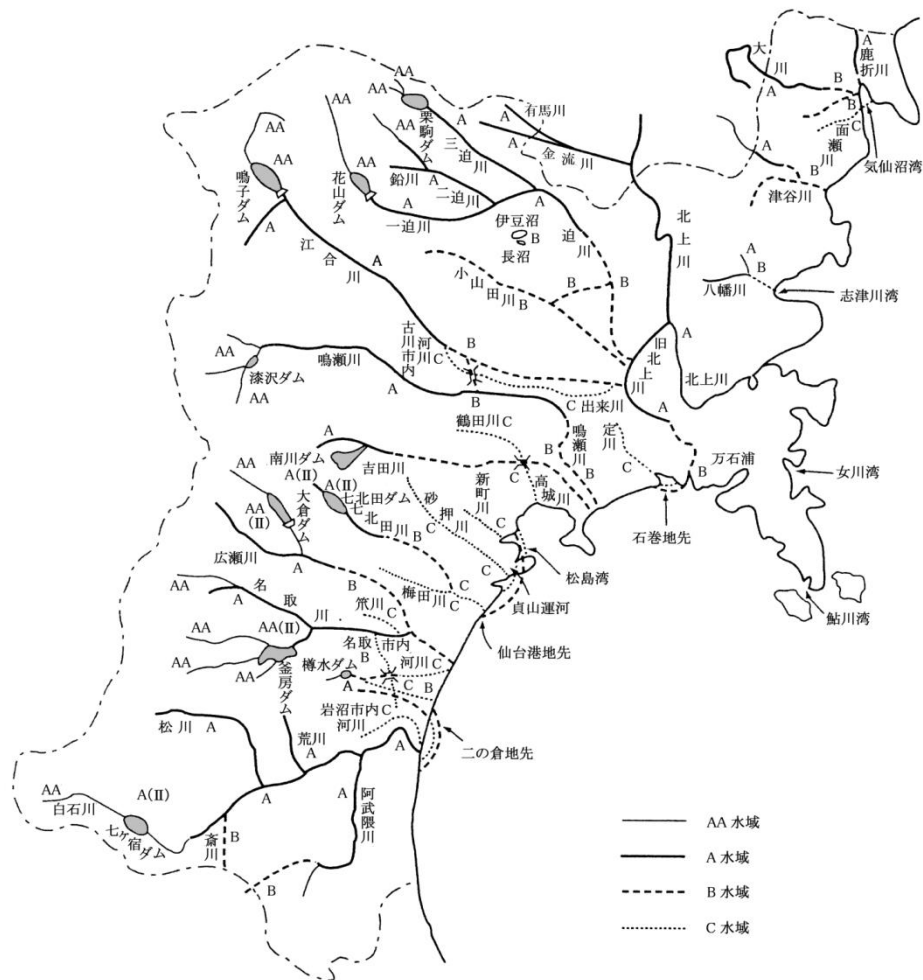 大川
A
鹿折川
A
B
B
C
面瀬川
気仙沼湾
A
B
津谷川
AA
AA
栗駒ダム
A
三迫川
A
有馬川
A
金流川
AA
AA
AA
鳴子ダム
AA
花山ダム
AA
鉛川
A
二迫川
A
一迫川
A
伊豆沼
B
長沼
迫川
B
B
B
小山田川
北上川
A
A
B
八幡川
志津川湾
A
江合川
A
古川市内河川
C
B
旧北上川
A
北上川
AA
漆沢ダム
AA
鳴瀬川
A
B
C
出来川
鶴田川
C
鳴瀬川
定川
C
A
B
万石浦
女川湾
A
南川ダム
A(II)
吉田川
B
C
高城川
B
新町川
C
石巻地先
松島湾
鮎川湾
AA
AA(II)
大倉ダム
A(II)
七北田ダム
七北田川
B
砂押川
C
C
貞山運河
仙台港地先
広瀬川
A
B
梅田川
C
C
笊川
C
AA
名取川
A
AA
AA(II)
AA
AA
釜房ダム
名取市内河川
B
C
樽水ダム
A
C
B
岩沼市内河川
C
二の倉地先
松川
A
荒川
A
A
AA
白石川
A(II)
七ヶ宿ダム
A
斎川
B
A
阿武隈川
B
AA 水域
A 水域
B 水域
C 水域